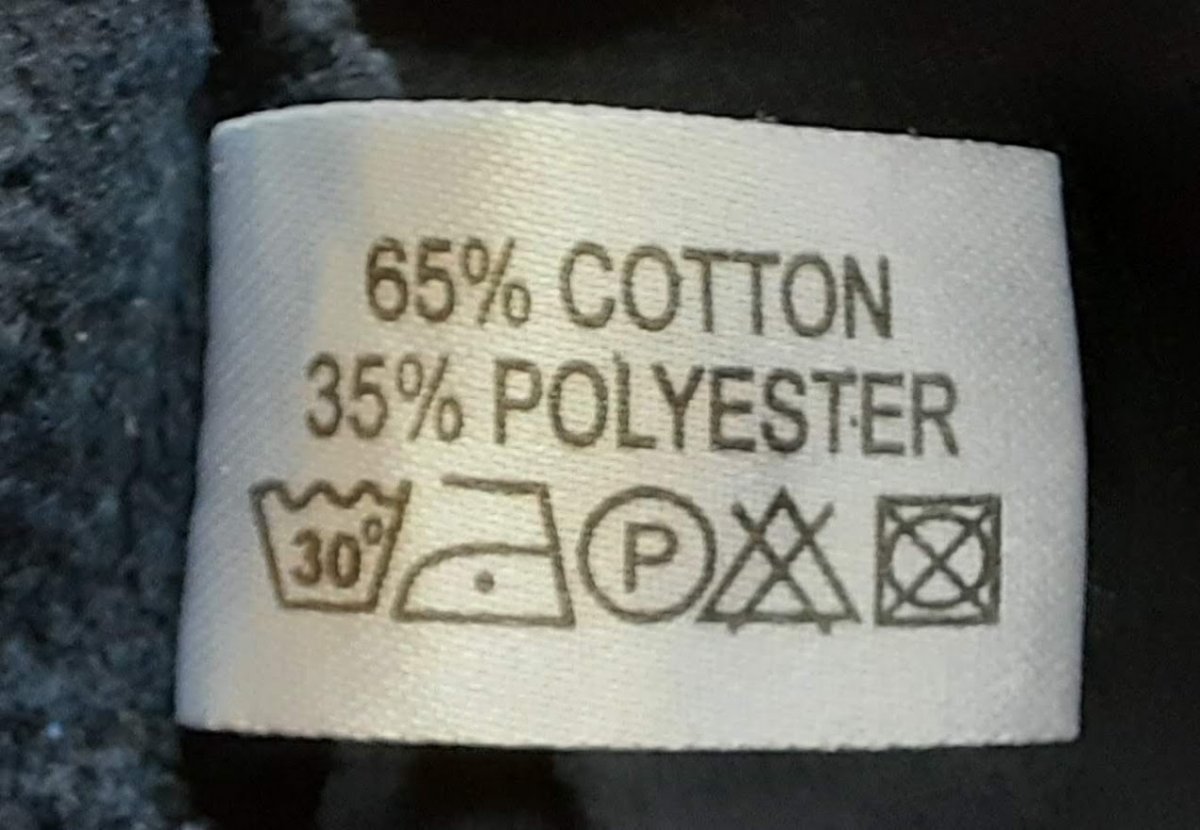 65% COTTON
35% POLYESTER
30° P